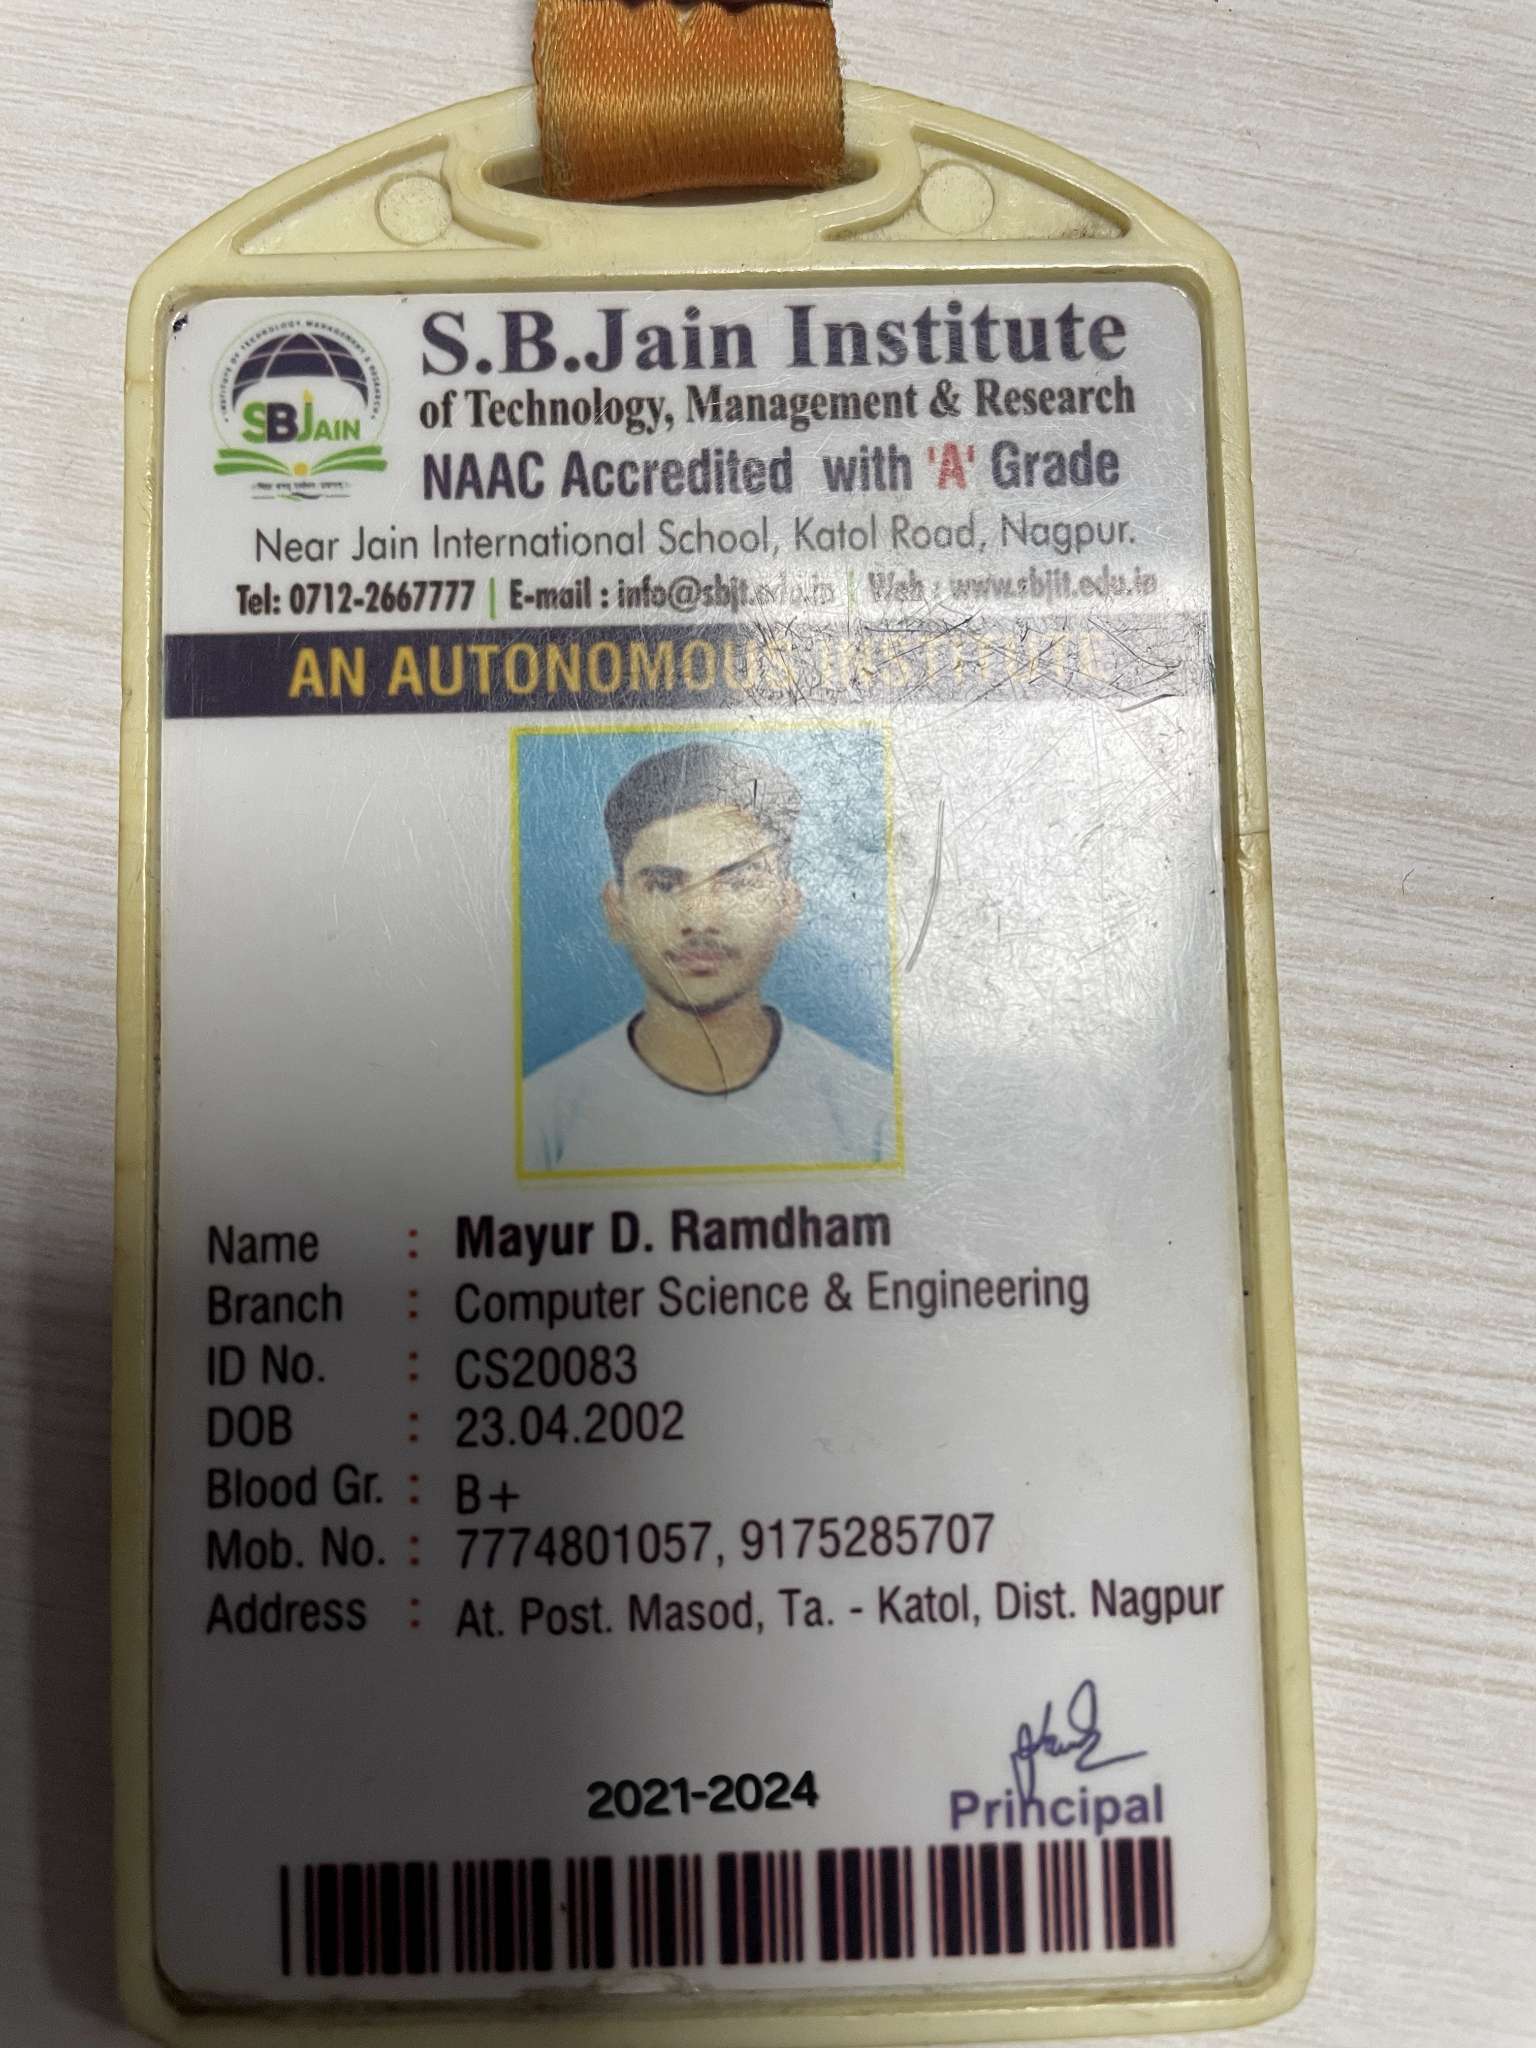 S.B.Jain Institute
of Technology, Management & Research
NAAC Accredited with 'A' Grade
SBJAIN
Near Jain International School, Katol Road, Nagpur.
Tel: 0712-2667777 | E-mail : info@sbjit.edu.in | Web : www.sbjit.edu.in
AN AUTONOMOUS INSTITUTE
Name : Mayur D. Ramdham
Branch : Computer Science & Engineering
ID No. : CS20083
DOB : 23.04.2002
Blood Gr. : B+
Mob. No. : 7774801057, 9175285707
Address : At. Post. Masod, Ta. - Katol, Dist. Nagpur
2021-2024
Principal